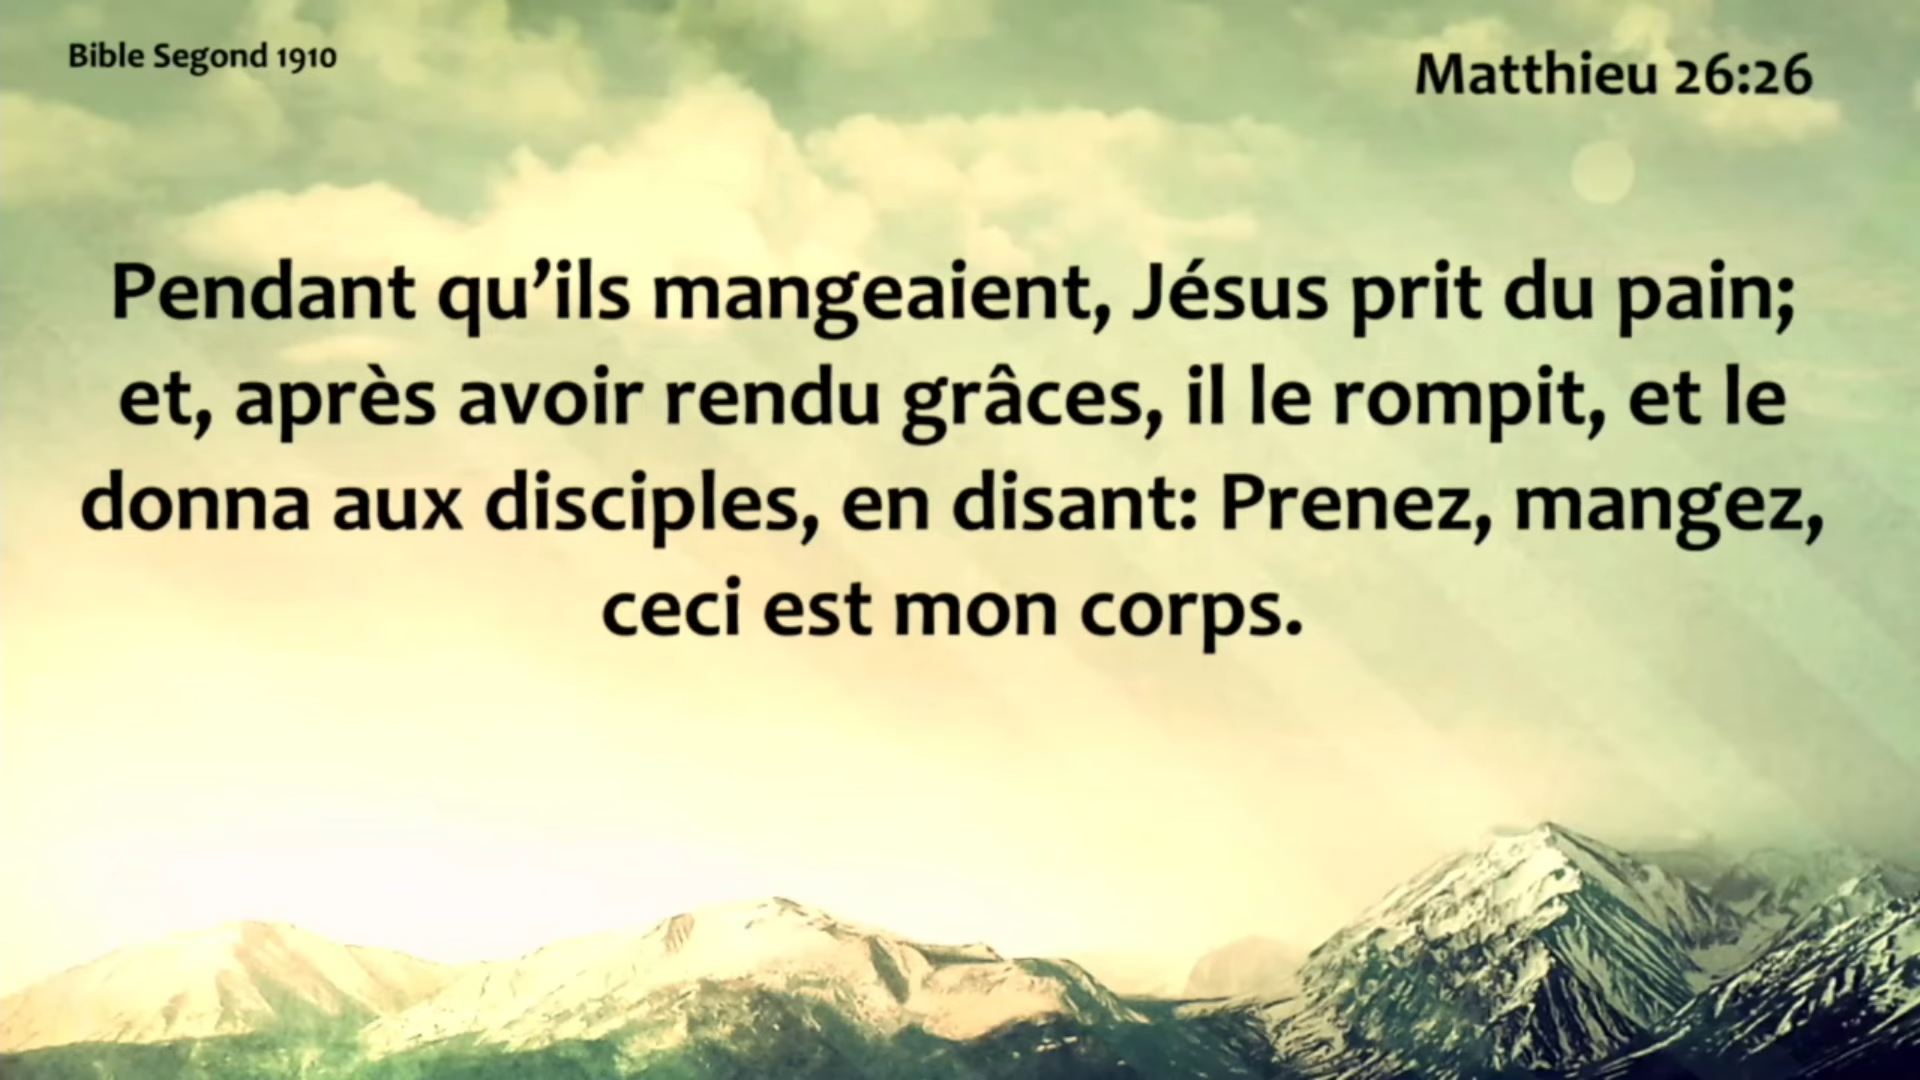 Bible Segond 1910
Matthieu 26:26
Pendant qu’ils mangeaient, Jésus prit du pain;
et, après avoir rendu grâces, il le rompit, et le
donna aux disciples, en disant: Prenez, mangez,
ceci est mon corps.